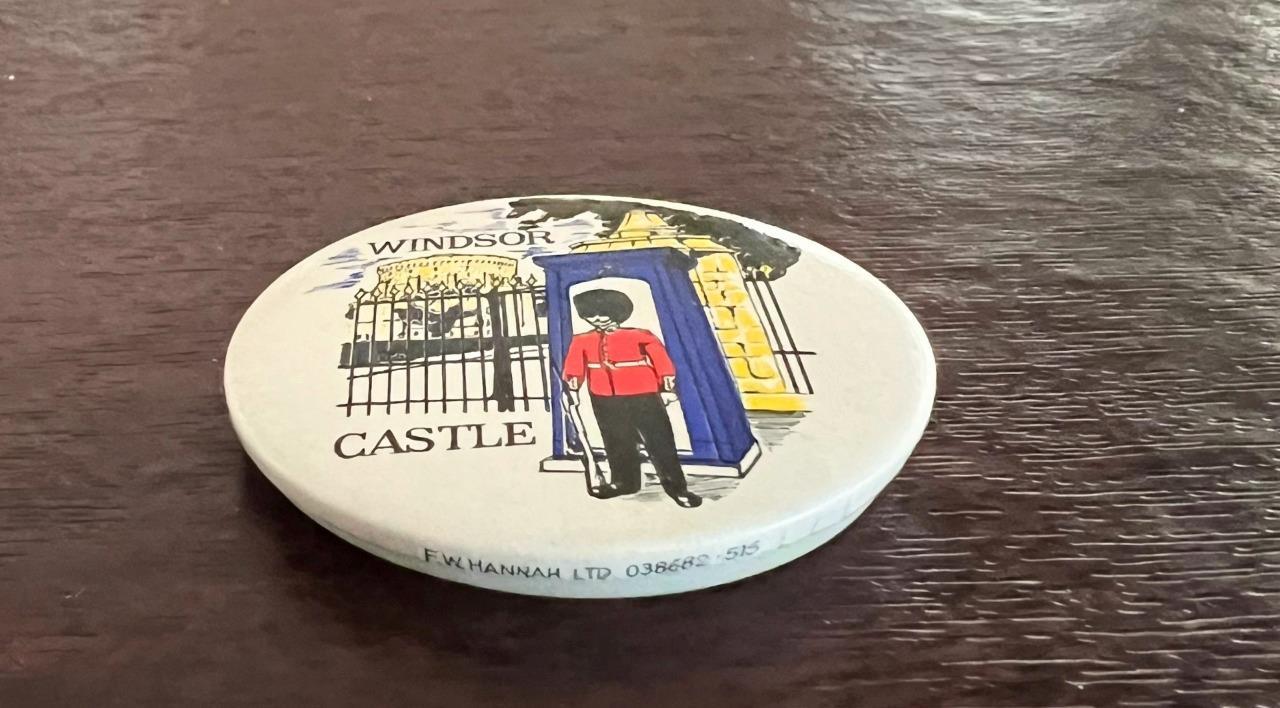 WINDSOR
CASTLE
F.W.HANNAH LTD 038682 515